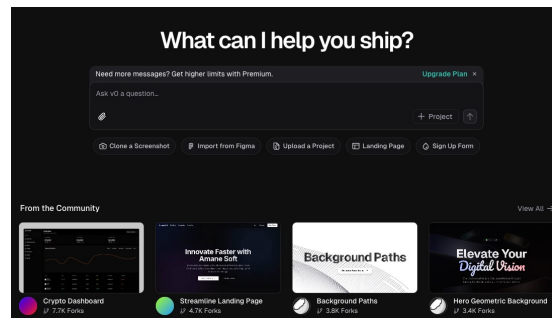 What can I help you ship?
Need more messages? Get higher limits with Premium.
Upgrade Plan ×
Ask v0 a question...
+ Project
Clone a Screenshot
Import from Figma
Upload a Project
Landing Page
Sign Up Form
From the Community
View All
Innovate Faster with
Amane Soft
Background Paths
Elevate Your
Digital Vision
Crypto Dashboard
7.7K Forks
Streamline Landing Page
4.7K Forks
Background Paths
3.8K Forks
Hero Geometric Background
3.4K Forks